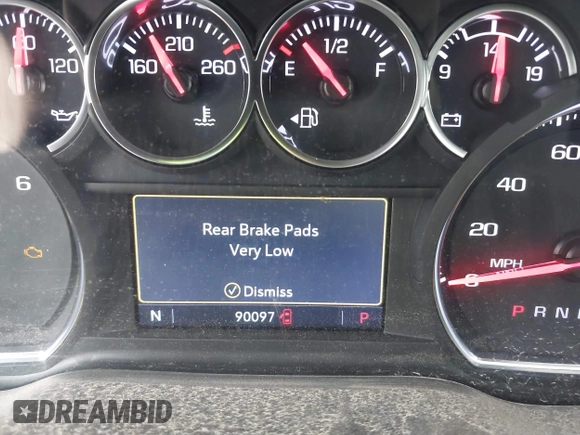 80
120
160
210
260
E
1/2
F
9
14
19
6
Rear Brake Pads
Very Low
Dismiss
N
90097
P
60
40
20
MPH
P R N
DREAMBID